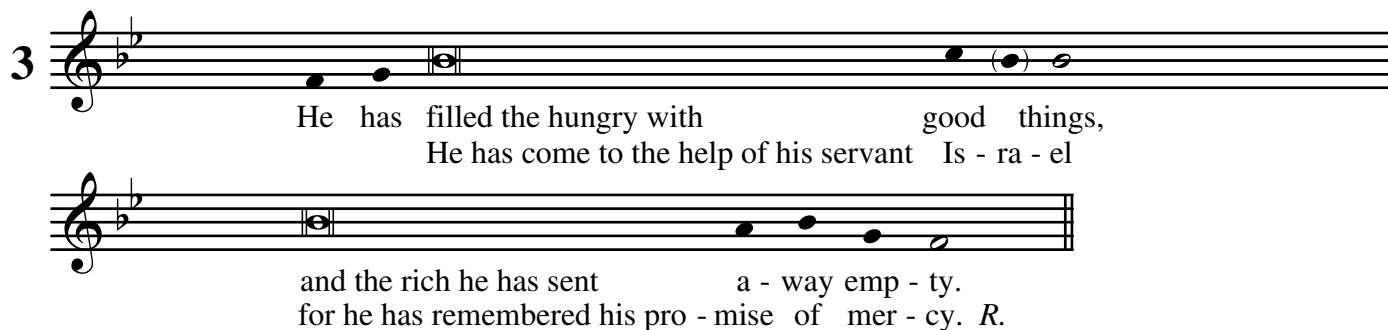 3
He has filled the hungry with good things,
He has come to the help of his servant Is - ra - el
and the rich he has sent a - way emp - ty.
for he has remembered his pro - mise of mer - cy. R.